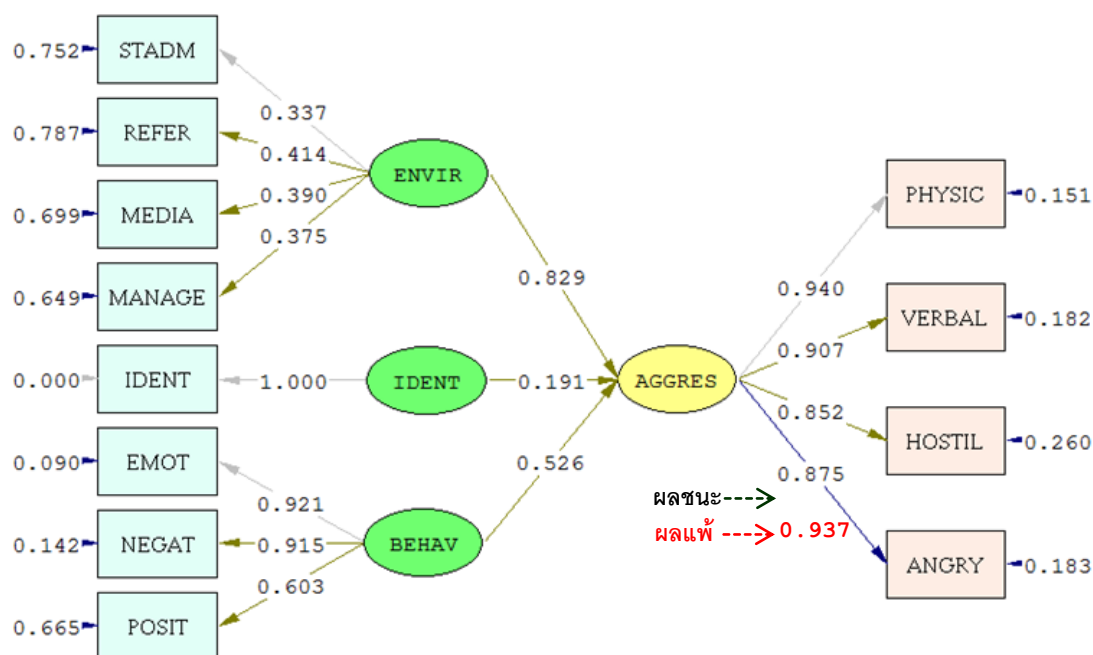 0.752 STADM
0.337
0.787 REFER
0.414
ENVIR
0.390
0.699 MEDIA
0.375
0.649 MANAGE
0.829
0.000 IDENT
1.000
IDENT
0.191
AGGRES
0.090 EMOT
0.921
0.526
0.142 NEGAT
0.915
BEHAV
0.603
0.665 POSIT
PHYSIC 0.151
0.940
VERBAL 0.182
0.907
0.852
HOSTIL 0.260
0.875
ผลชนะ
ผลแพ้ 0.937
ANGRY 0.183